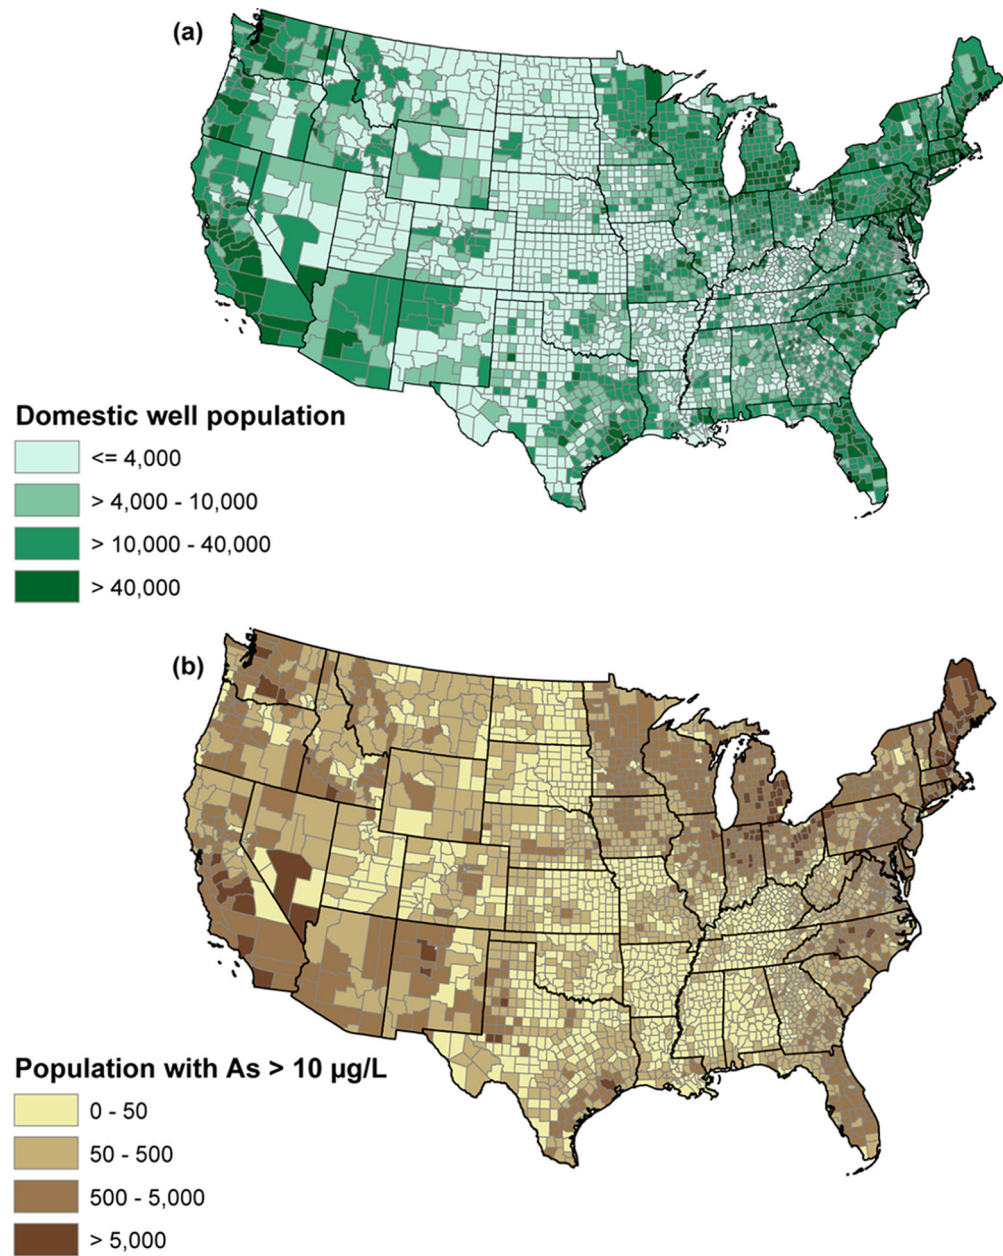 (a)
Domestic well population
<= 4,000
> 4,000 - 10,000
> 10,000 - 40,000
> 40,000
(b)
Population with As > 10 µg/L
0 - 50
50 - 500
500 - 5,000
> 5,000